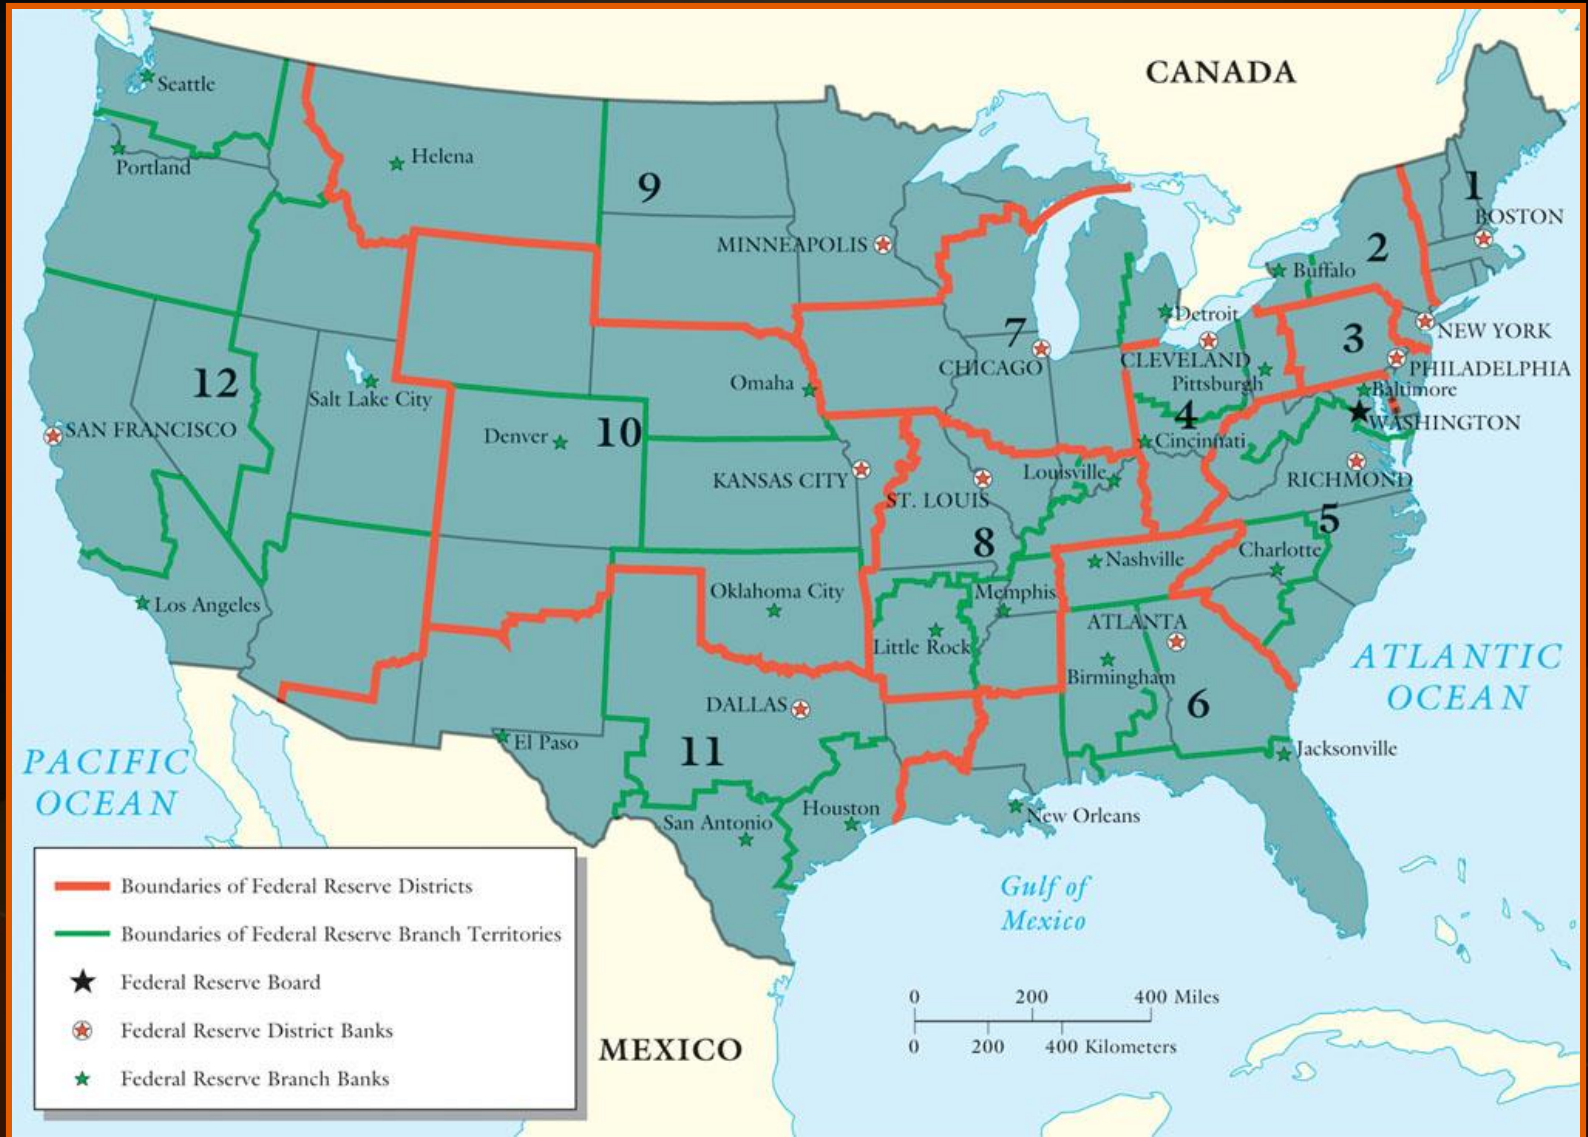 CANADA
Seattle
Portland
Helena
9
1
BOSTON
MINNEAPOLIS
2
Buffalo
Detroit
7
NEW YORK
3
CHICAGO
CLEVELAND
PHILADELPHIA
12
Omaha
Pittsburgh
Baltimore
Salt Lake City
4
WASHINGTON
SAN FRANCISCO
Denver
10
Cincinnati
KANSAS CITY
Louisville
RICHMOND
ST. LOUIS
5
8
Charlotte
Nashville
Oklahoma City
Memphis
Los Angeles
ATLANTA
Little Rock
ATLANTIC
OCEAN
Birmingham
DALLAS
6
El Paso
11
Jacksonville
PACIFIC
OCEAN
Houston
New Orleans
San Antonio
Gulf of
Mexico
Boundaries of Federal Reserve Districts
Boundaries of Federal Reserve Branch Territories
Federal Reserve Board
Federal Reserve District Banks
Federal Reserve Branch Banks
0 200 400 Miles
0 200 400 Kilometers
MEXICO